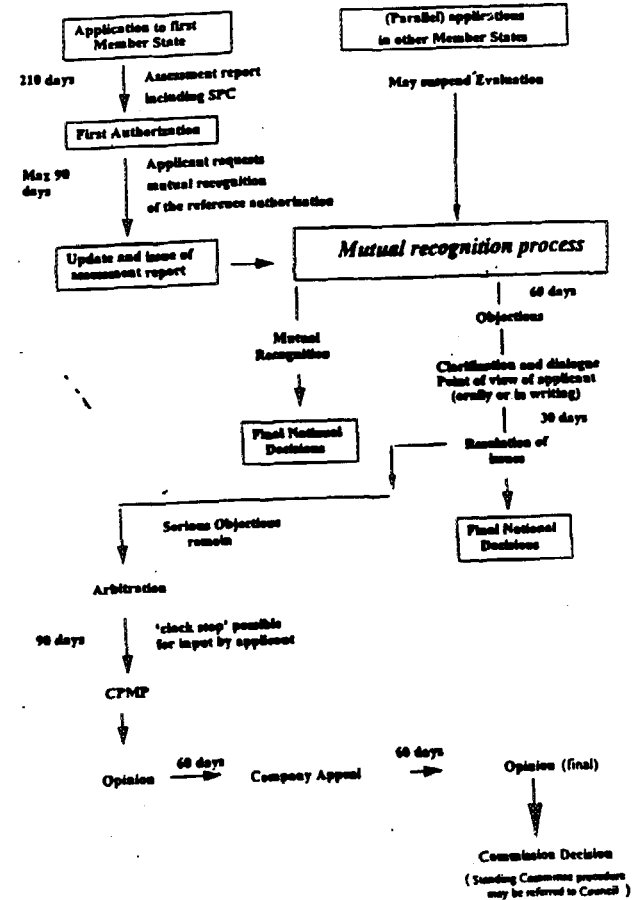 Application to first
Member State
(Parallel) applications
in other Member States
210 days
Assessment report
including SPC
May suspend Evaluation
First Authorization
Max 90
days
Applicant requests
mutual recognition
of the reference authorization
Update and issue of
assessment report
Mutual recognition process
60 days
Objections
Mutual
Recognition
Clarification and dialogue
Point of view of applicant
(orally or in writing)
30 days
Final National
Decisions
Resolution of
issues
Serious Objections
remain
Final National
Decisions
Arbitration
90 days
'clock stop' possible
for input by applicant
CPMP
Opinion
60 days
Company Appeal
60 days
Opinion (final)
Commission Decision
( Standing Committee procedure
may be referred to Council )